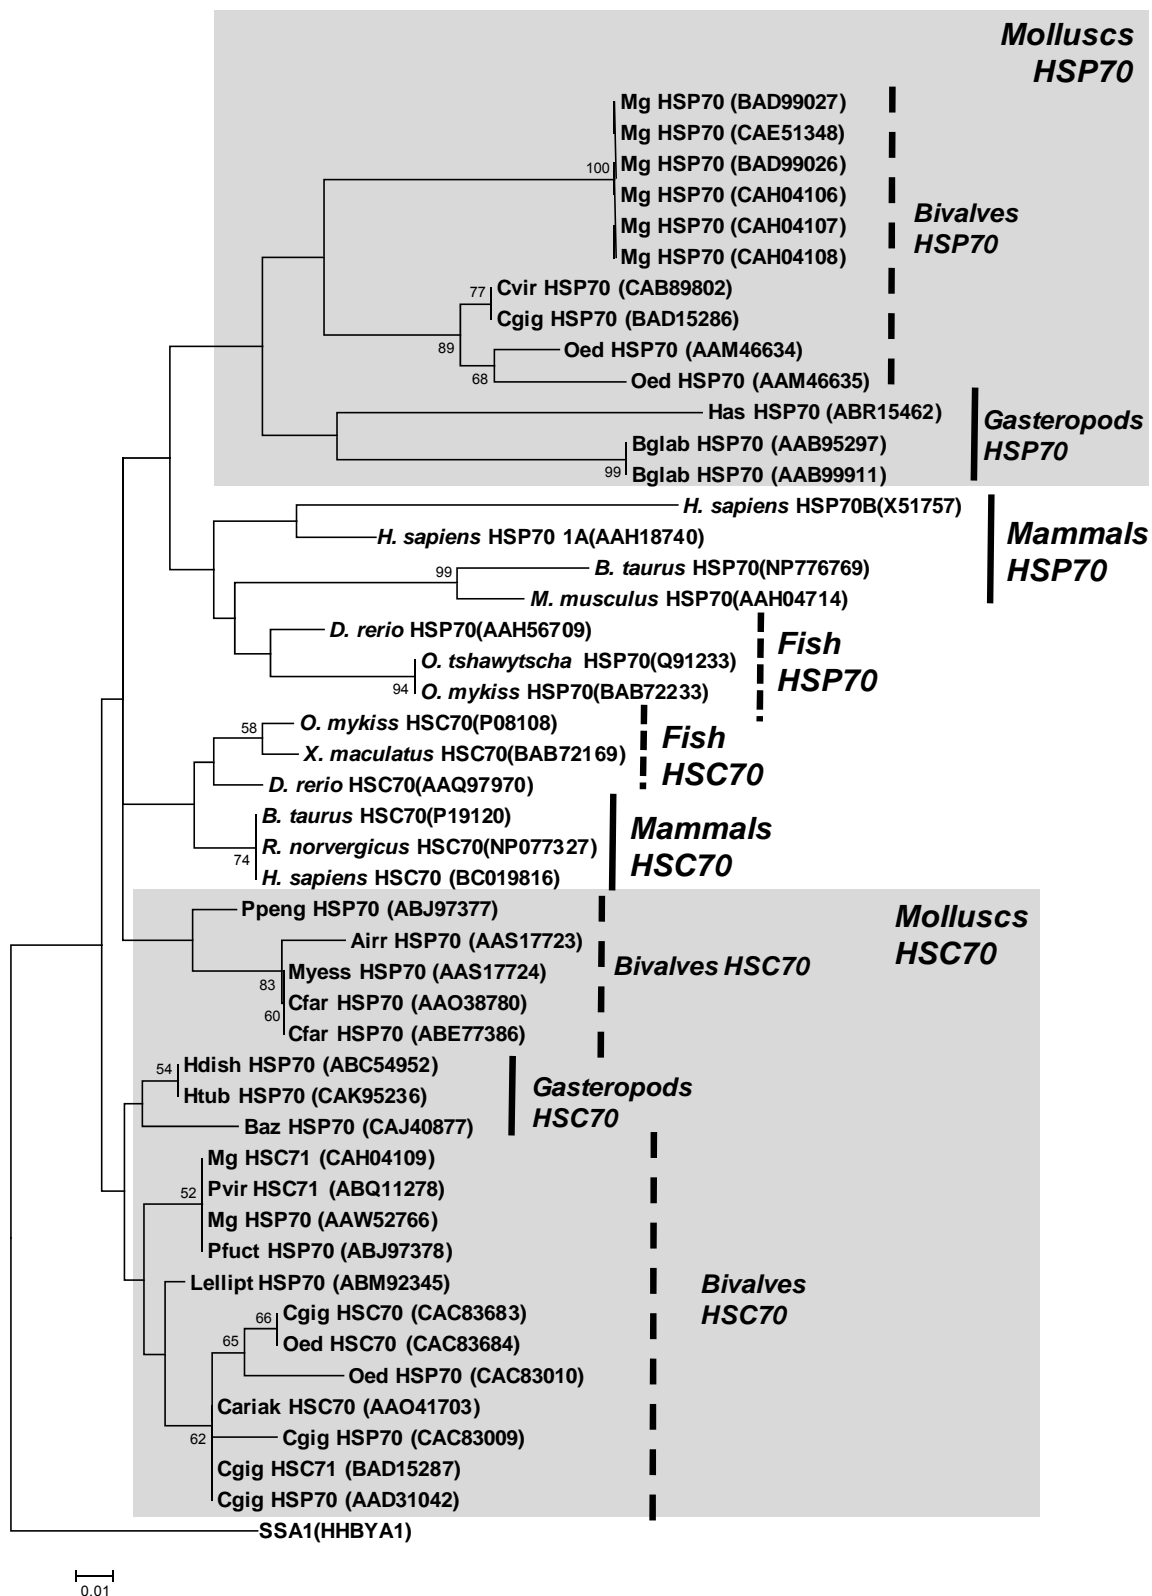 Molluscs
HSP70
Mg HSP70 (BAD99027)
Mg HSP70 (CAE51348)
Mg HSP70 (BAD99026)
100
Mg HSP70 (CAH04106)
Mg HSP70 (CAH04107)
Mg HSP70 (CAH04108)
Bivalves
HSP70
77
Cvir HSP70 (CAB89802)
Cgig HSP70 (BAD15286)
89
Oed HSP70 (AAM46634)
68
Oed HSP70 (AAM46635)
Has HSP70 (ABR15462)
Bglab HSP70 (AAB95297)
99
Bglab HSP70 (AAB99911)
Gasteropods
HSP70
H. sapiens HSP70B(X51757)
H. sapiens HSP70 1A(AAH18740)
99
B. taurus HSP70(NP776769)
M. musculus HSP70(AAH04714)
Mammals
HSP70
D. rerio HSP70(AAH56709)
O. tshawytscha HSP70(Q91233)
94
O. mykiss HSP70(BAB72233)
Fish
HSP70
58
O. mykiss HSC70(P08108)
X. maculatus HSC70(BAB72169)
D. rerio HSC70(AAQ97970)
Fish
HSC70
B. taurus HSC70(P19120)
R. norvergicus HSC70(NP077327)
74
H. sapiens HSC70 (BC019816)
Mammals
HSC70
Molluscs
HSC70
Ppeng HSP70 (ABJ97377)
Airr HSP70 (AAS17723)
Myess HSP70 (AAS17724)
83
Cfar HSP70 (AAO38780)
60
Cfar HSP70 (ABE77386)
Bivalves HSC70
54
Hdish HSP70 (ABC54952)
Htub HSP70 (CAK95236)
Baz HSP70 (CAJ40877)
Gasteropods
HSC70
Mg HSC71 (CAH04109)
52
Pvir HSC71 (ABQ11278)
Mg HSP70 (AAW52766)
Pfuct HSP70 (ABJ97378)
Lellipt HSP70 (ABM92345)
66
Cgig HSC70 (CAC83683)
65
Oed HSC70 (CAC83684)
Oed HSP70 (CAC83010)
Cariak HSC70 (AAO41703)
62
Cgig HSP70 (CAC83009)
Cgig HSC71 (BAD15287)
Cgig HSP70 (AAD31042)
Bivalves
HSC70
SSA1(HHBYA1)
0.01